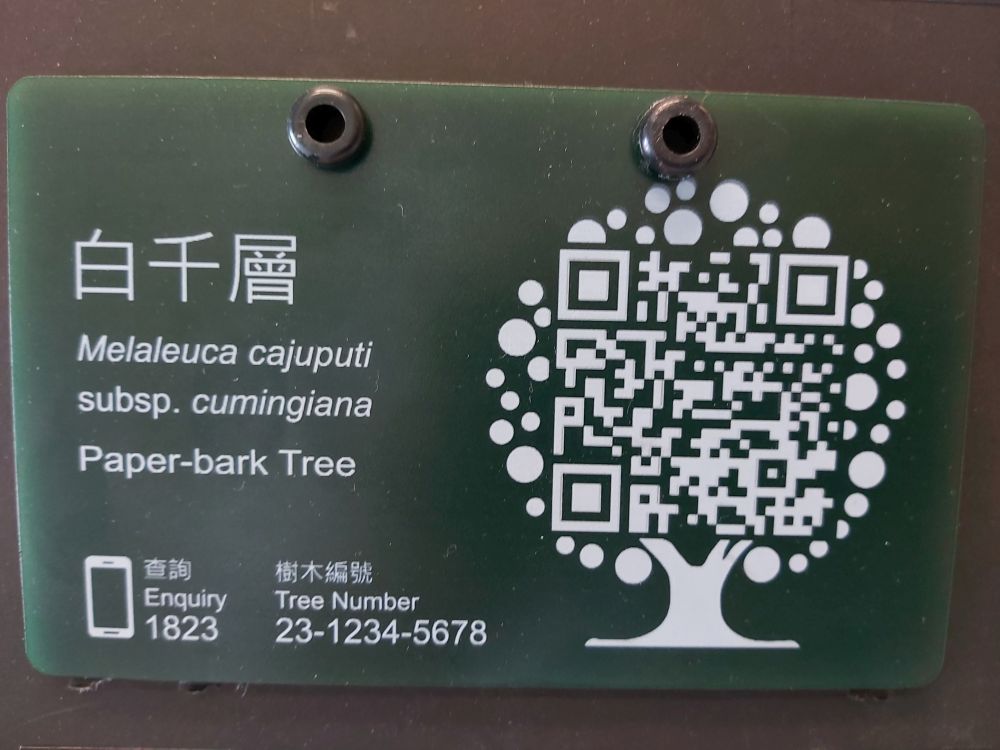 白千層
Melaleuca cajuputi
subsp. cumingiana
Paper-bark Tree
查詢
Enquiry
1823
樹木編號
Tree Number
23-1234-5678